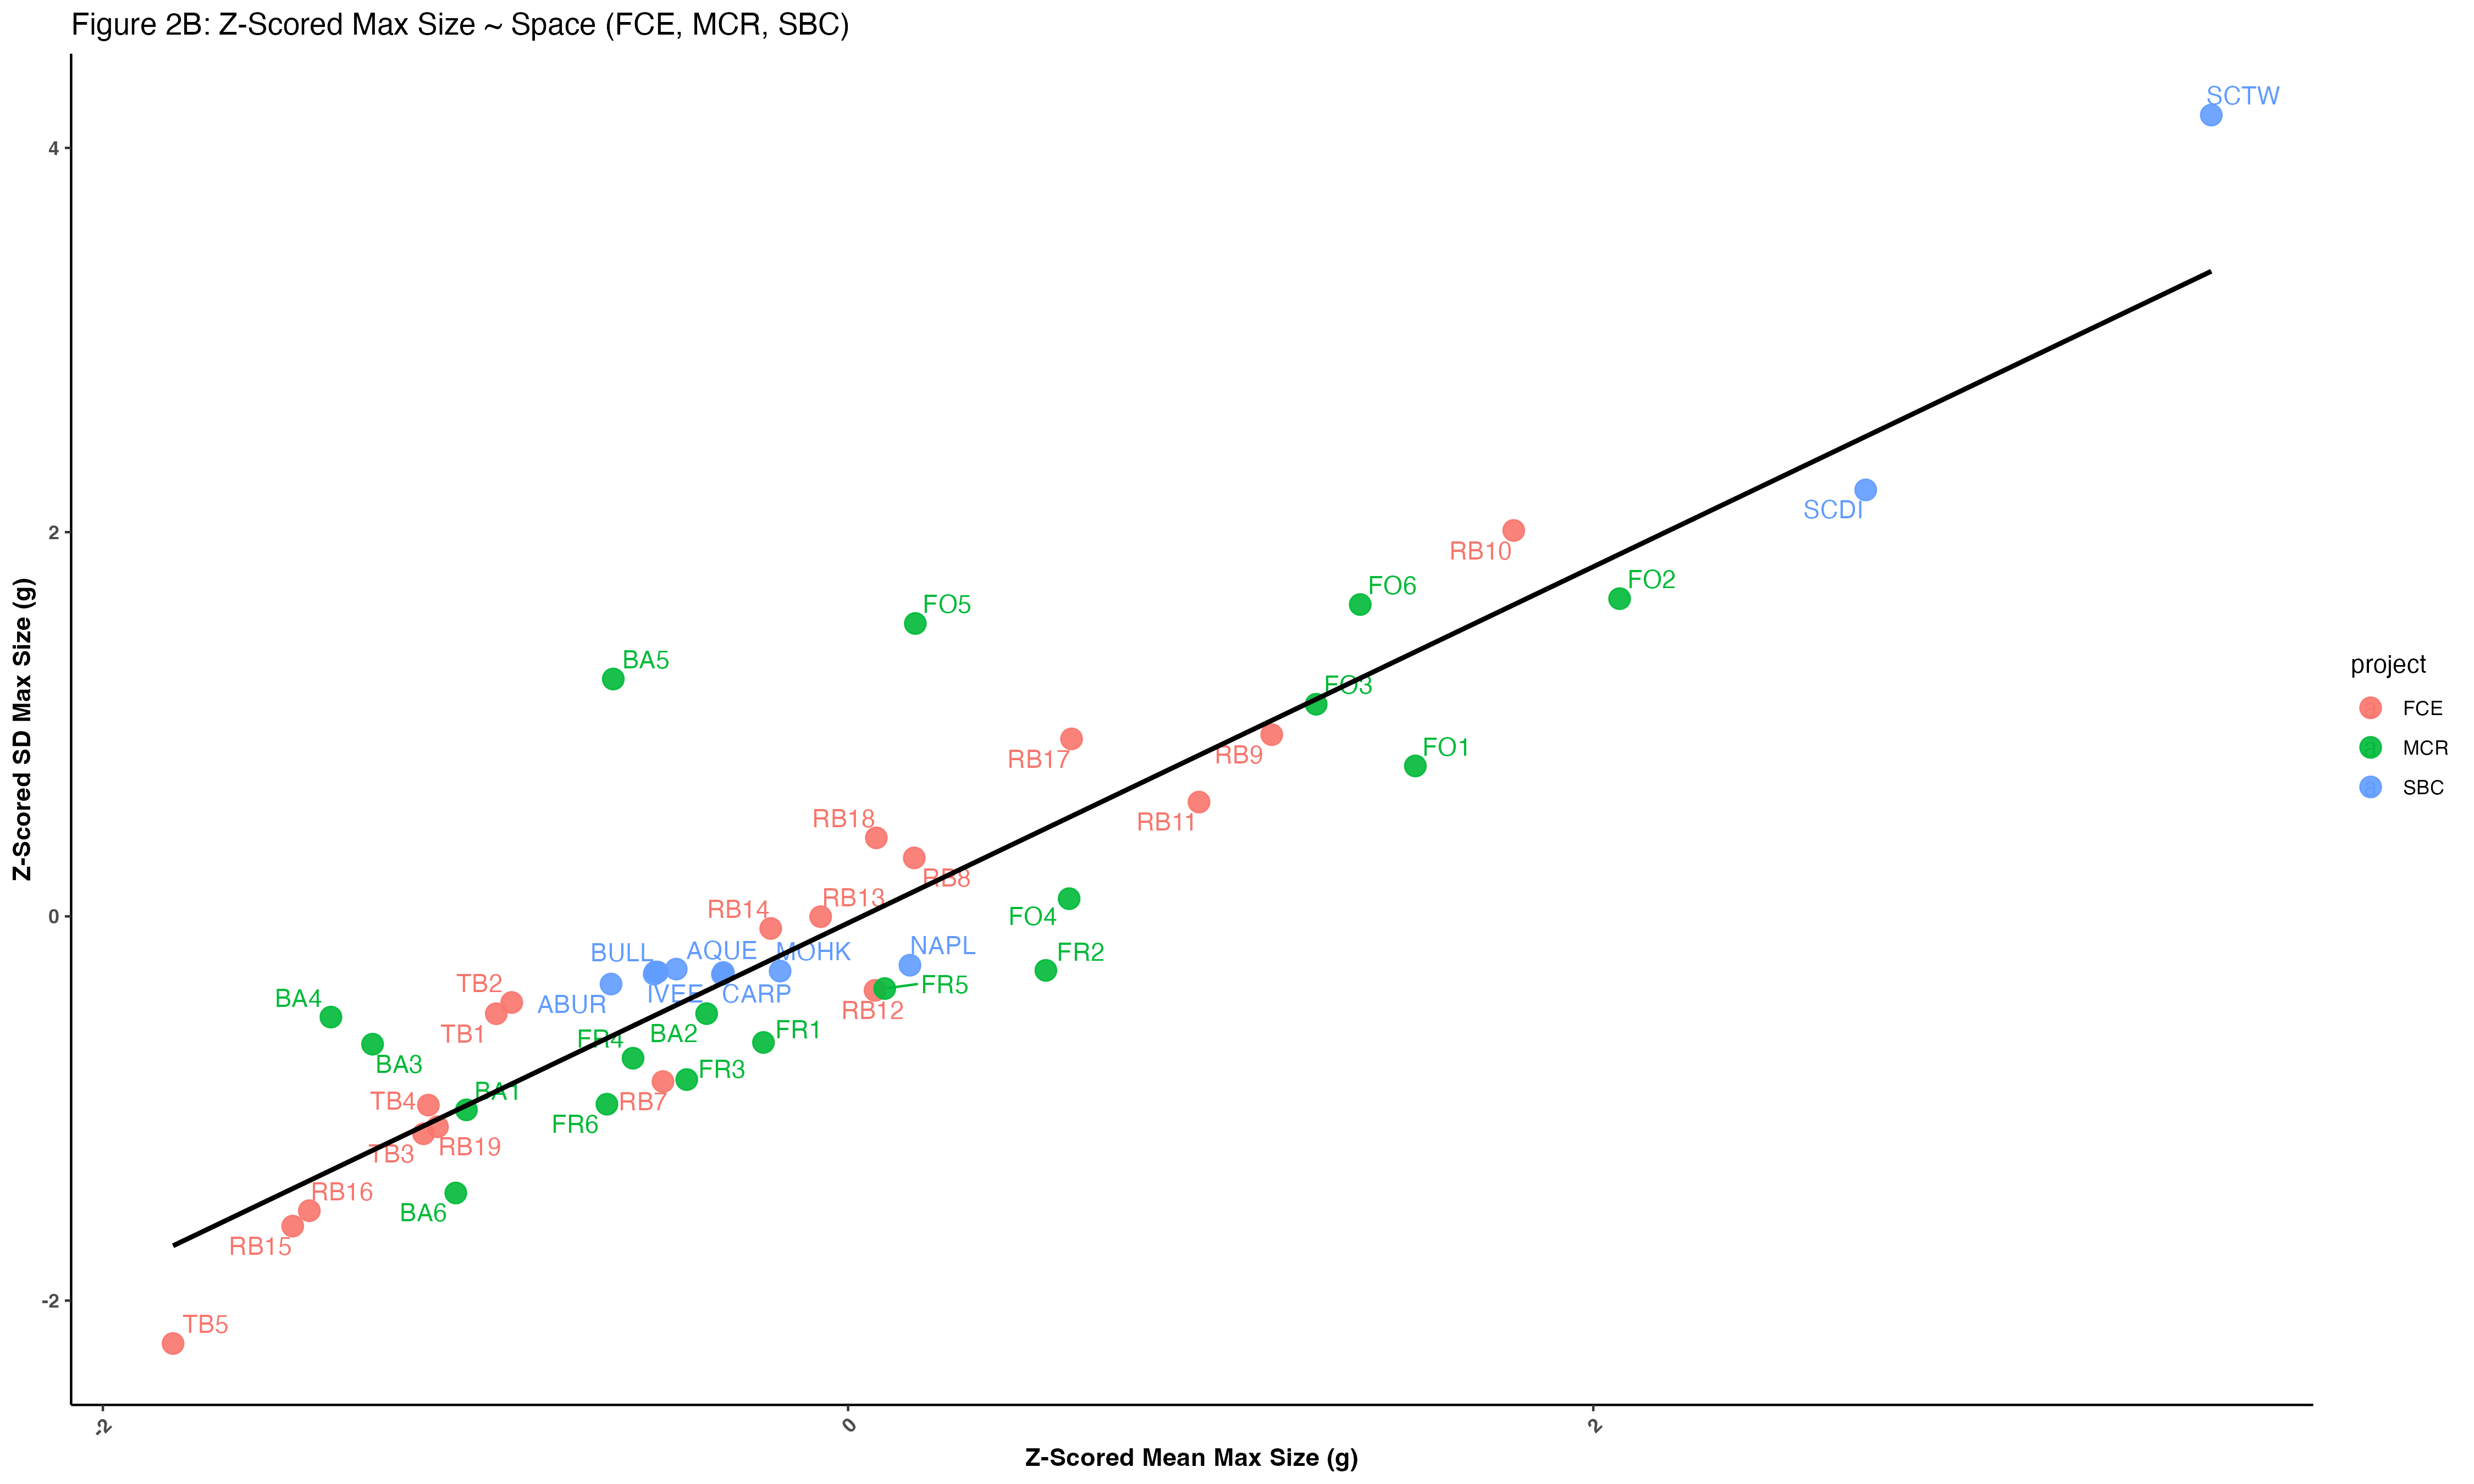 Figure 2B: Z-Scored Max Size ~ Space (FCE, MCR, SBC)
Z-Scored SD Max Size (g)
4
2
0
-2
SCTW
SCDI
RB10
FO2
FO6
FO5
BA5
FO3
RB17
RB9
FO1
RB18
RB11
RB8
RB13
RB14
FO4
BULL
AQUE
MOHK
NAPL
FR2
TB2
FR5
ABUR
IVEE
CARP
BA4
RB12
TB1
FR4
BA2
FR1
BA3
FR3
BA1
TB4
RB7
FR6
TB3
RB19
RB16
BA6
RB15
TB5
-2
0
2
Z-Scored Mean Max Size (g)
project
a FCE
a MCR
a SBC